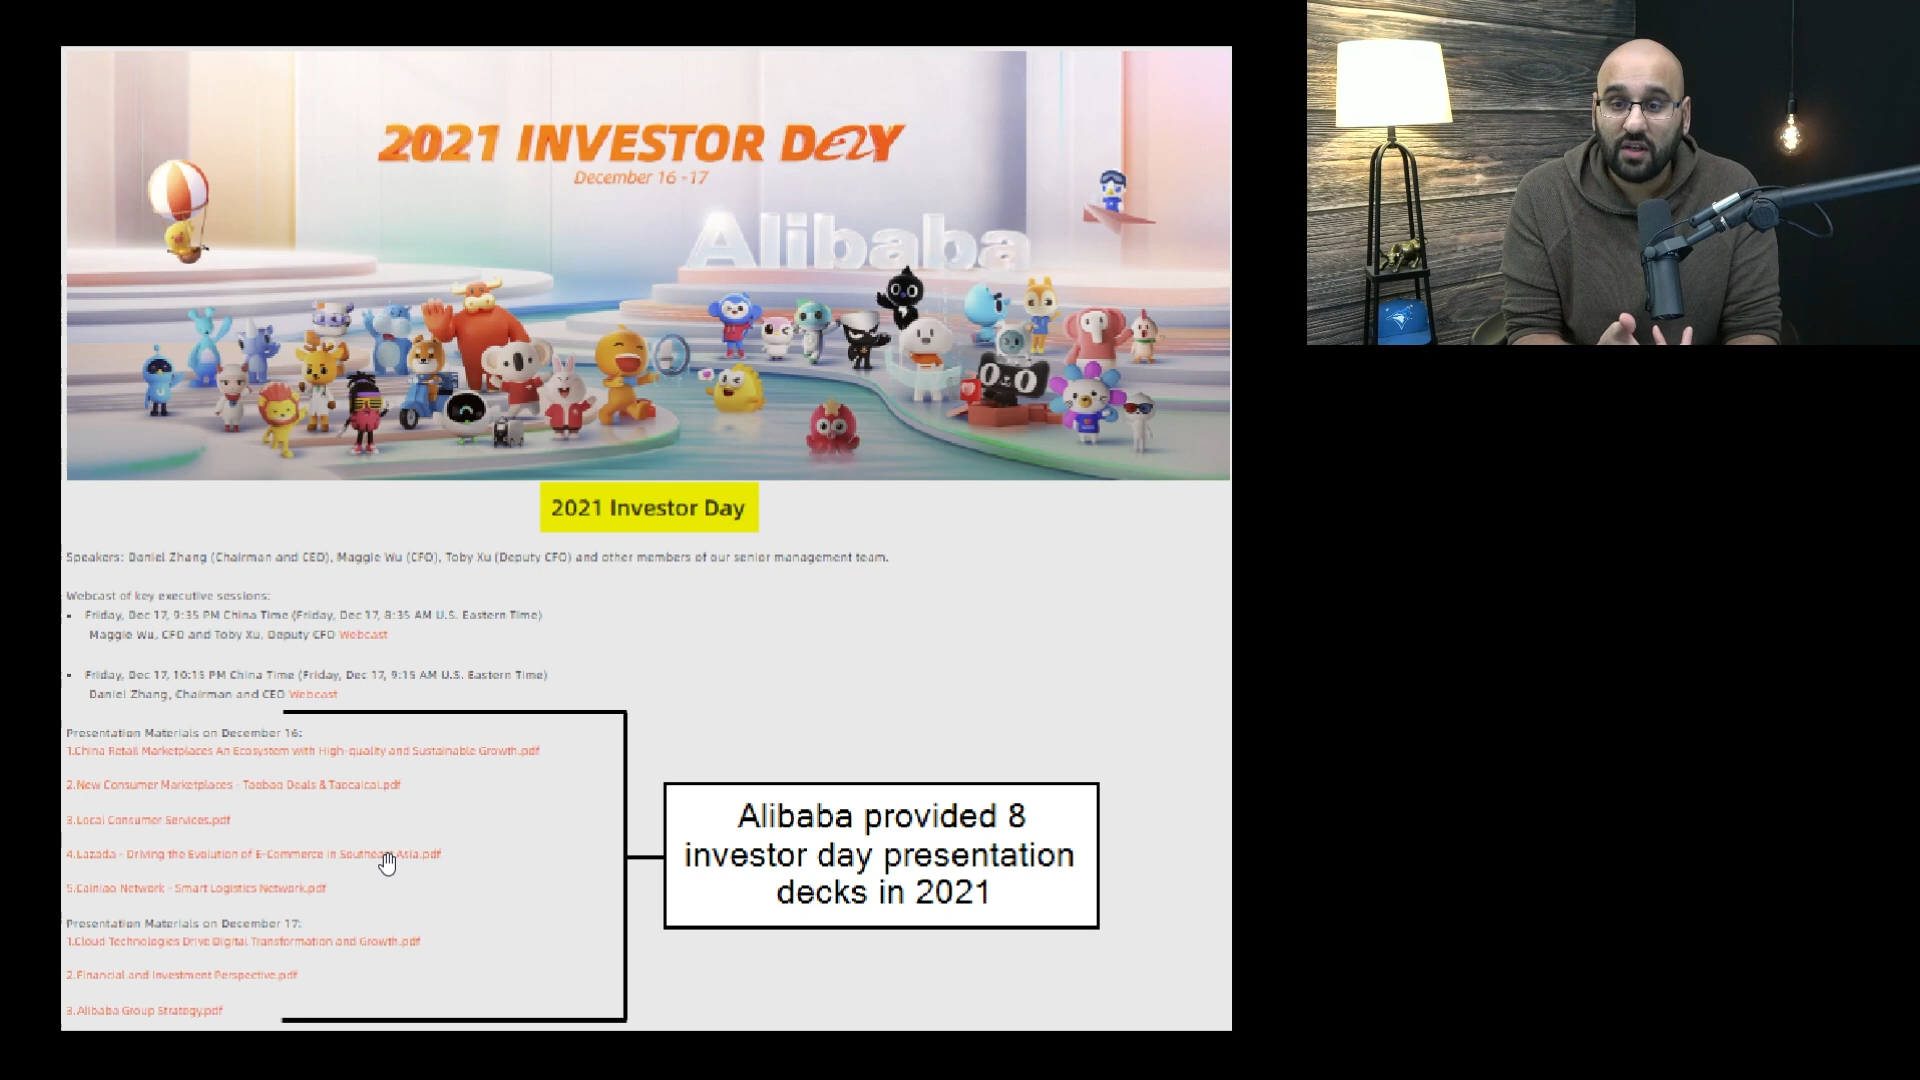 2021 INVESTOR DAY
December 16 -17
Alibaba
2021 Investor Day
Speakers: Daniel Zhang (Chairman and CEO), Maggie Wu (CFO), Toby Xu (Deputy CFO) and other members of our senior management team.
Webcast of key executive sessions:
• Friday, Dec 17, 9:35 PM China Time (Friday, Dec 17, 8:35 AM U.S. Eastern Time)
Maggie Wu, CFO and Toby Xu, Deputy CFO Webcast
• Friday, Dec 17, 10:15 PM China Time (Friday, Dec 17, 9:15 AM U.S. Eastern Time)
Daniel Zhang, Chairman and CEO Webcast
Presentation Materials on December 16:
1.China Retail Marketplaces An Ecosystem with High-quality and Sustainable Growth.pdf
2.New Consumer Marketplaces - Taobao Deals & Taocaicai.pdf
3.Local Consumer Services.pdf
4.Lazada - Driving the Evolution of E-Commerce in Southeast Asia.pdf
5.Cainiao Network - Smart Logistics Network.pdf
Presentation Materials on December 17:
1.Cloud Technologies Drive Digital Transformation and Growth.pdf
2.Financial and Investment Perspective.pdf
3.Alibaba Group Strategy.pdf
Alibaba provided 8
investor day presentation
decks in 2021